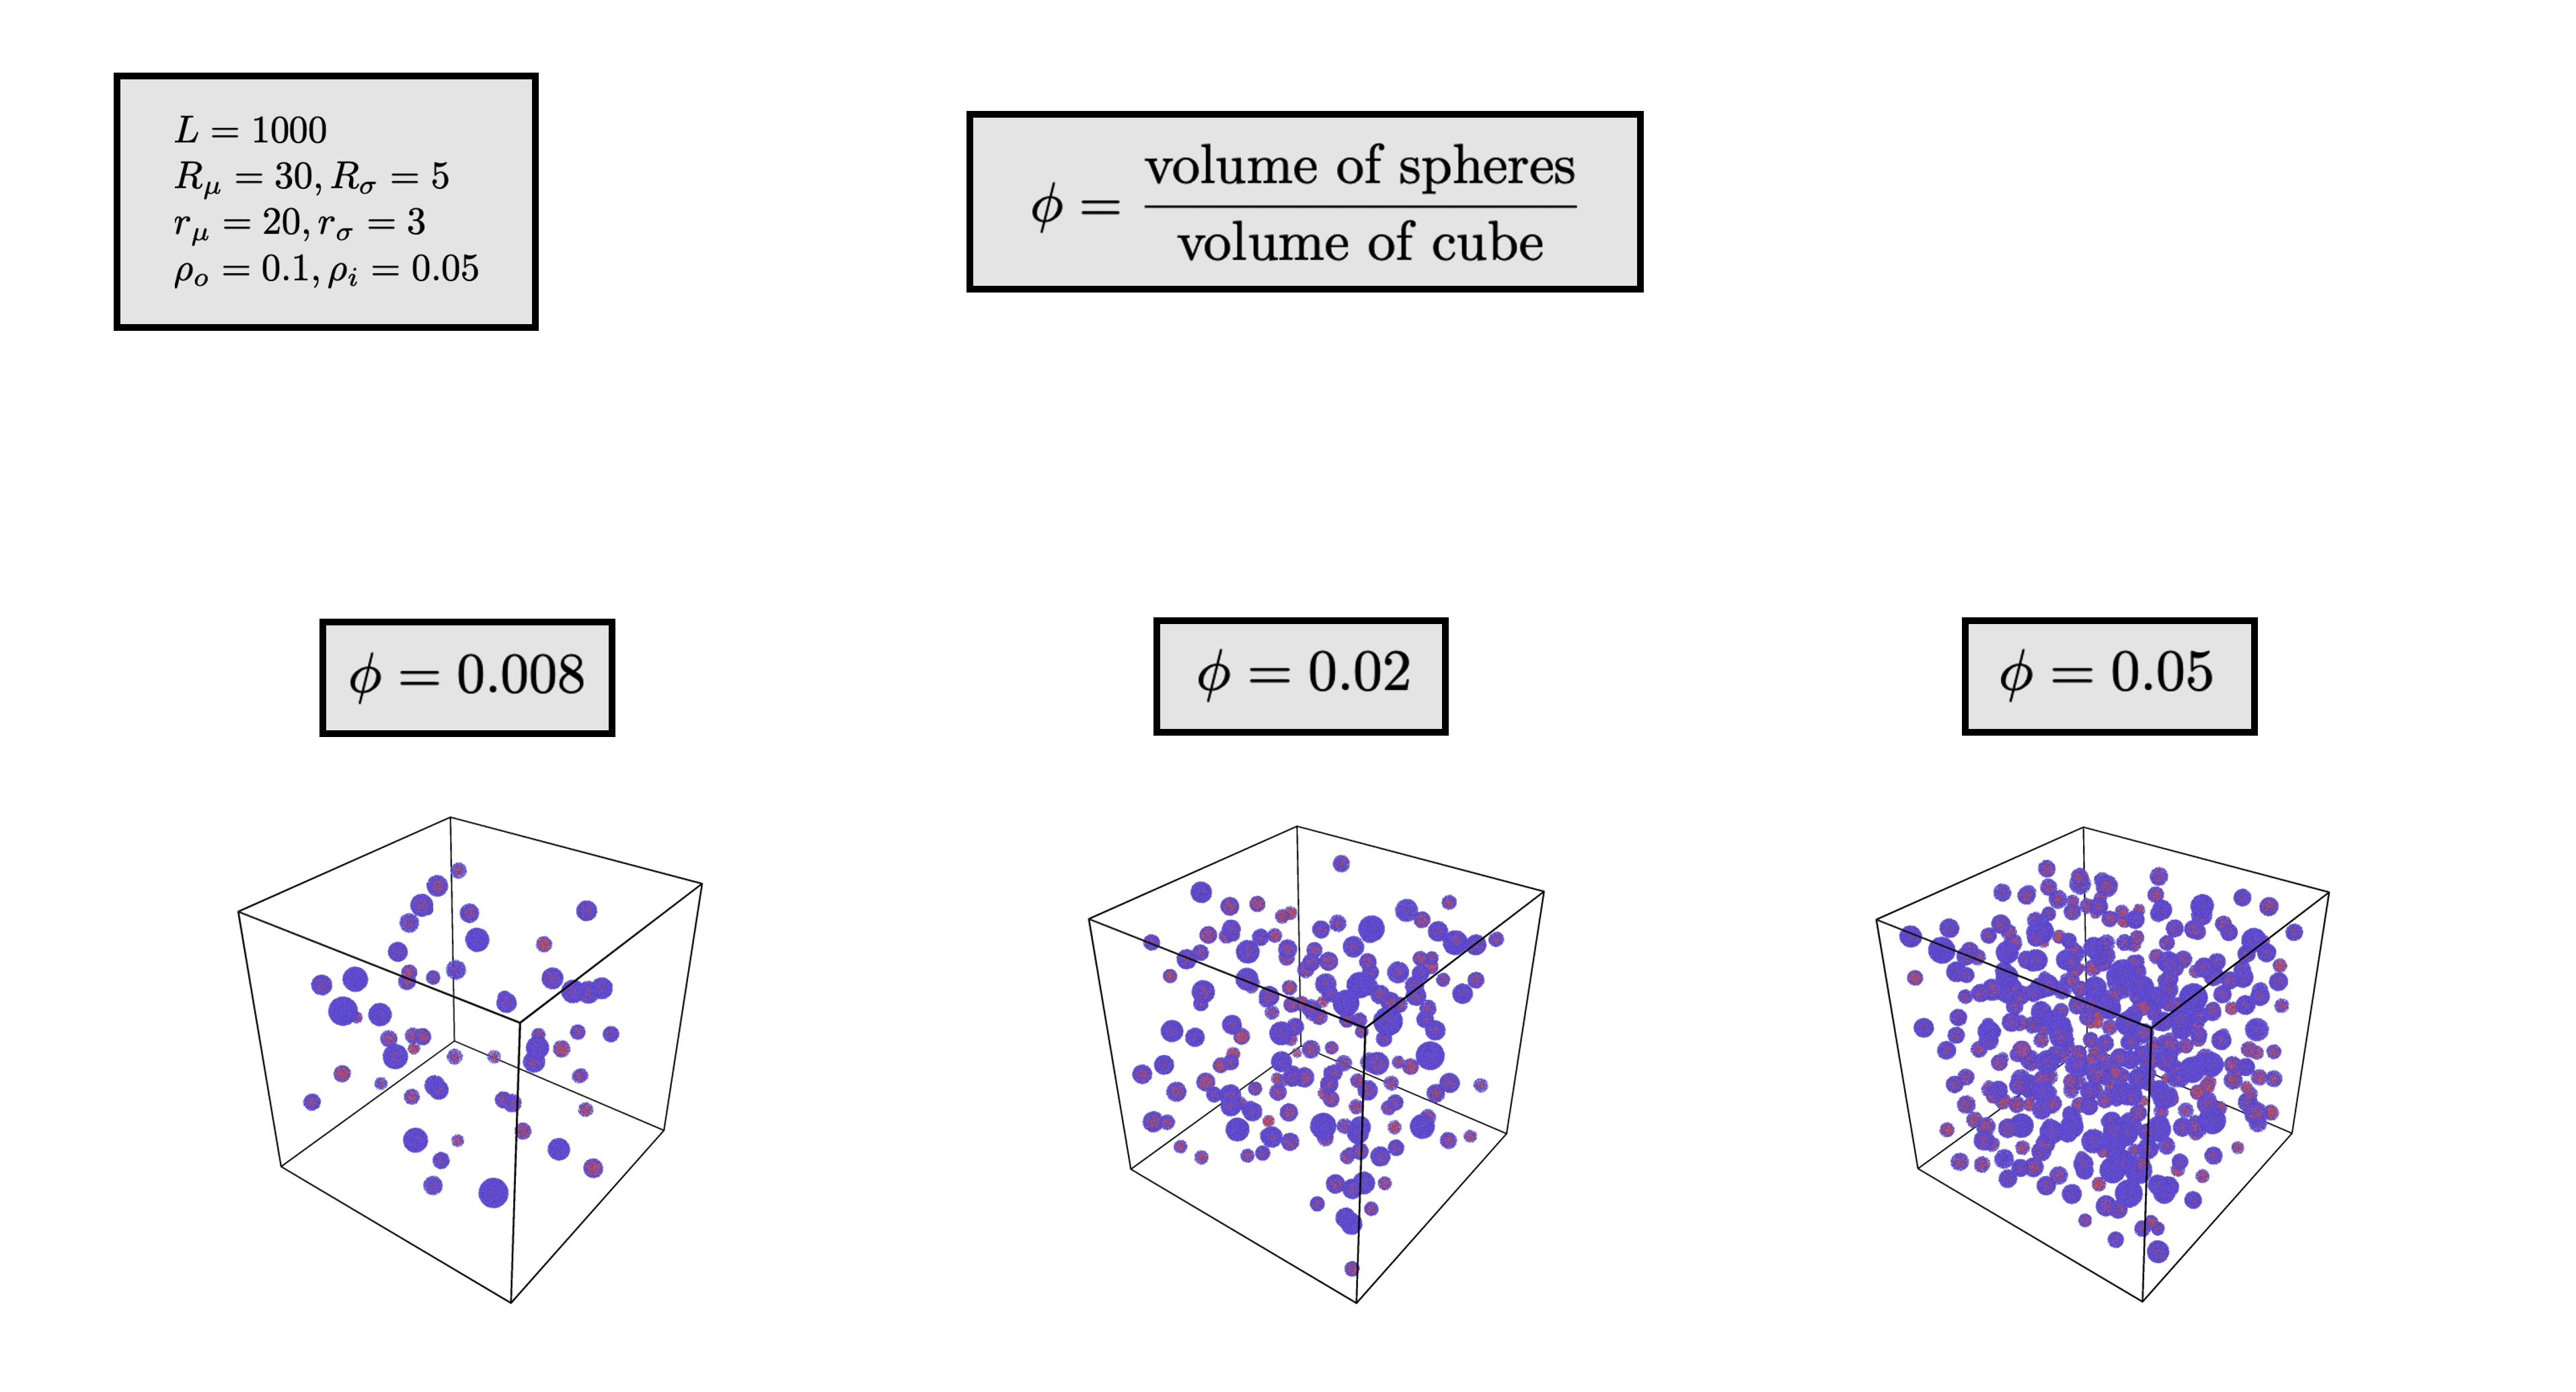 L = 1000
R_μ = 30, R_σ = 5
r_μ = 20, r_σ = 3
ρ_o = 0.1, ρ_i = 0.05
ϕ = volume of spheres / volume of cube
ϕ = 0.008
ϕ = 0.02
ϕ = 0.05